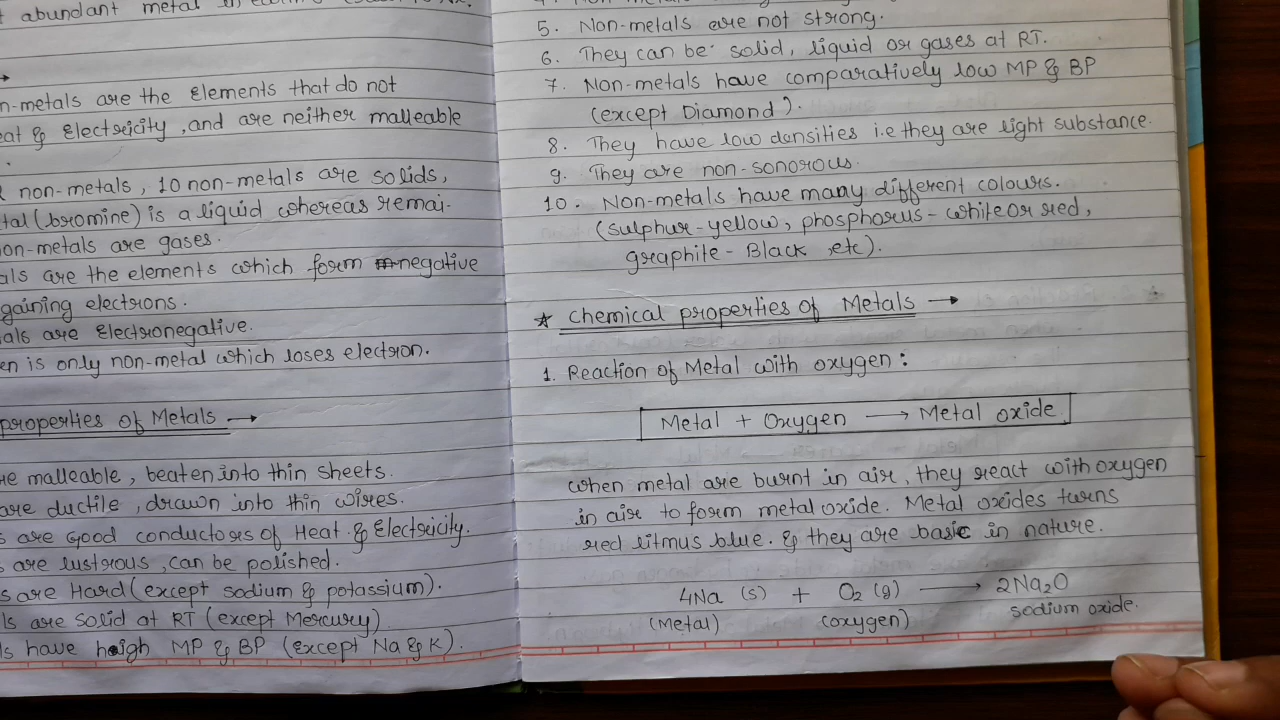 abundant metal in
n-metals are the Elements that do not
eat & Electricity, and are neither malleable
non-metals, 10 non-metals are solids,
tal (bromine) is a liquid whereas remai-
on-metals are gases.
als are the elements which form negative
gaining electrons.
als are Electronegative.
en is only non-metal which loses electron.
properties of Metals →
re malleable, beaten into thin sheets.
are ductile, drawn into thin wires.
s are Good conductors of Heat & Electricity.
s are lustrous, can be polished.
s are Hard (except sodium & potassium).
ls are solid at RT (except Mercury)
ls have high MP & BP (Except Na & K).
5. Non-metals are not strong.
6. They can be solid, liquid or gases at RT.
7. Non-metals have comparatively low MP & BP
(except Diamond).
8. They have low densities i.e they are light substance.
9. They are non-sonorous.
10. Non-metals have many different colours.
(sulphur-yellow, phosphorus-white or red,
graphite-Black etc).
* Chemical properties of Metals →
1. Reaction of Metal with oxygen:
Metal + Oxygen → Metal oxide
when metal are burnt in air, they react with oxygen
in air to form metal oxide. Metal oxides turns
red litmus blue. & they are basic in nature.
4Na (s) + O₂ (g) → 2Na₂O
(Metal) (oxygen) sodium oxide.